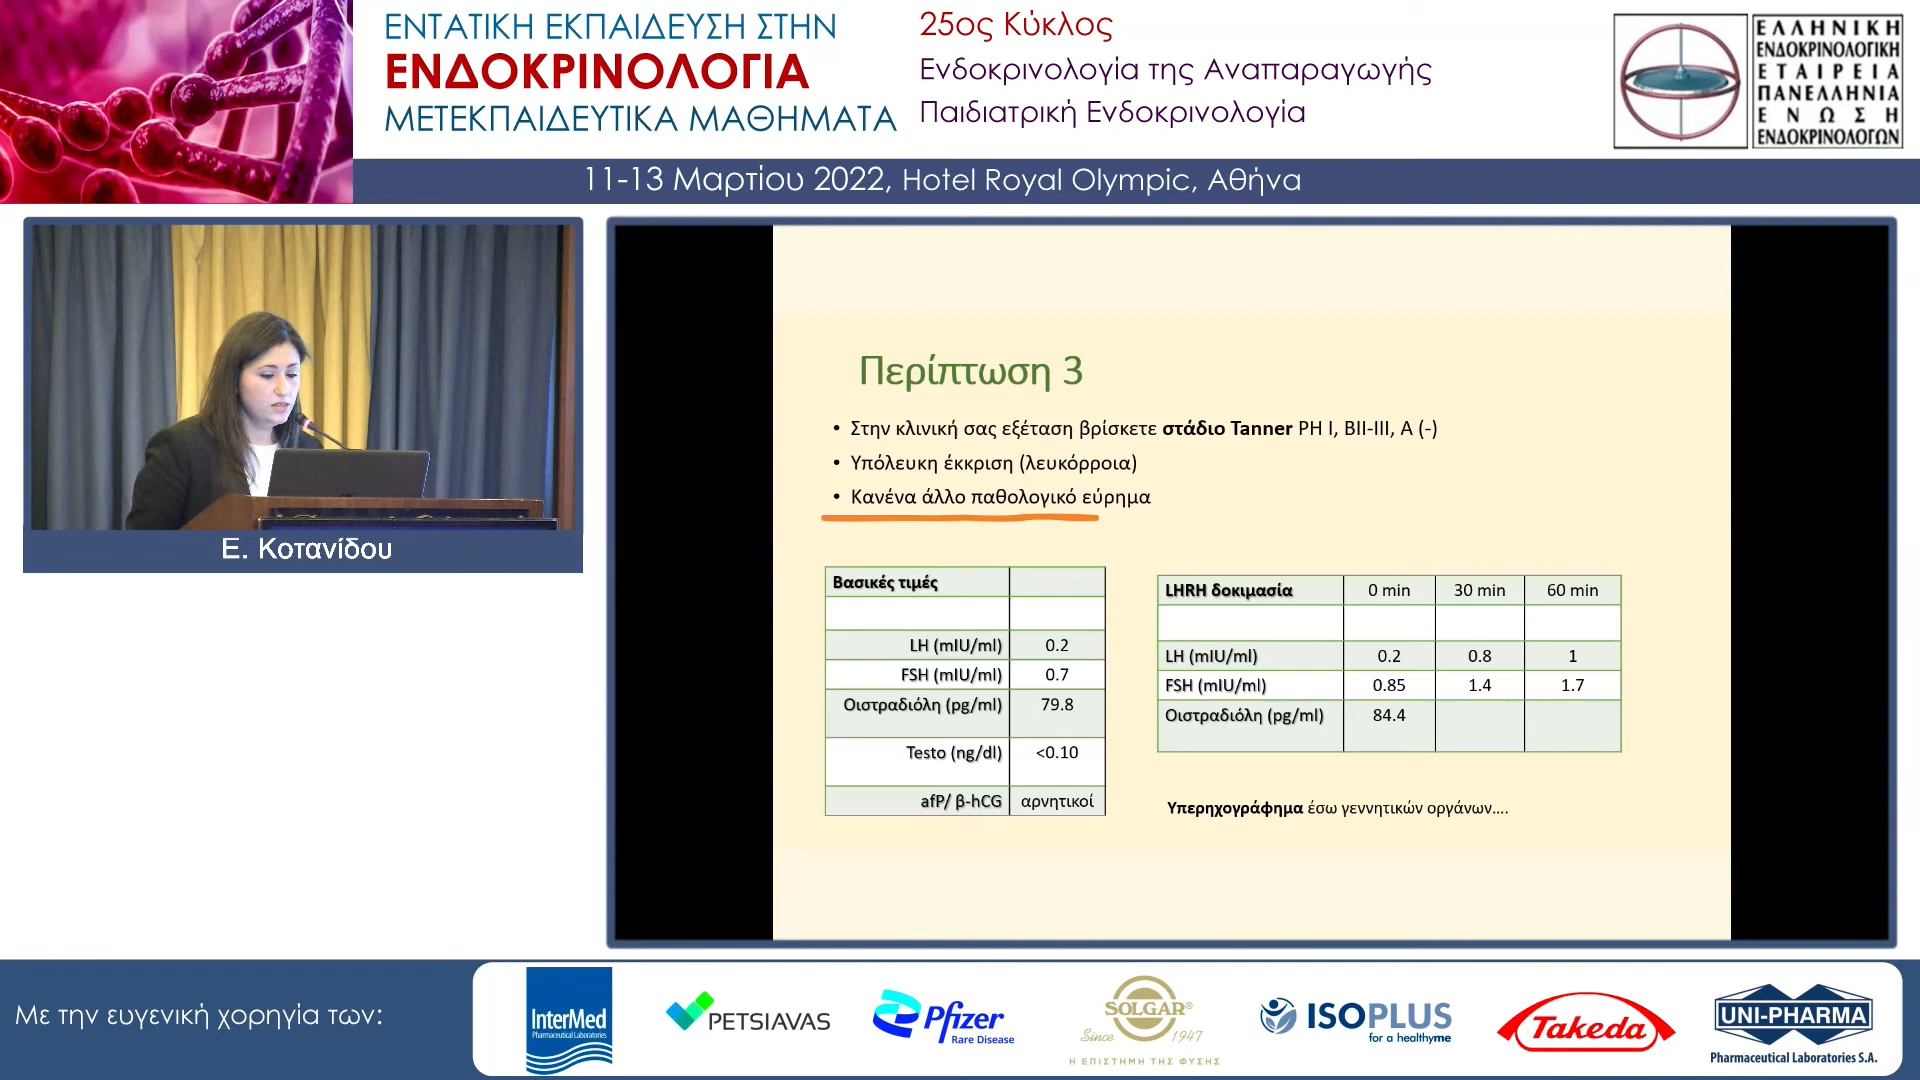 ΕΝΤΑΤΙΚΗ ΕΚΠΑΙΔΕΥΣΗ ΣΤΗΝ
ΕΝΔΟΚΡΙΝΟΛΟΓΙΑ
ΜΕΤΕΚΠΑΙΔΕΥΤΙΚΑ ΜΑΘΗΜΑΤΑ
25ος Κύκλος
Ενδοκρινολογία της Αναπαραγωγής
Παιδιατρική Ενδοκρινολογία
ΕΛΛΗΝΙΚΗ
ΕΝΔΟΚΡΙΝΟΛΟΓΙΚΗ
ΕΤΑΙΡΕΙΑ
ΠΑΝΕΛΛΗΝΙΑ
ΕΝΩΣΗ
ΕΝΔΟΚΡΙΝΟΛΟΓΩΝ
11-13 Μαρτίου 2022, Hotel Royal Olympic, Αθήνα
Ε. Κοτανίδου
Περίπτωση 3
• Στην κλινική σας εξέταση βρίσκετε στάδιο Tanner PH I, BII-III, A (-)
• Υπόλευκη έκκριση (λευκόρροια)
• Κανένα άλλο παθολογικό εύρημα
Βασικές τιμές
LH (mIU/ml) 0.2
FSH (mIU/ml) 0.7
Οιστραδιόλη (pg/ml) 79.8
Testo (ng/dl) <0.10
afP/ β-hCG αρνητικοί
LHRH δοκιμασία 0 min 30 min 60 min
LH (mIU/ml) 0.2 0.8 1
FSH (mIU/ml) 0.85 1.4 1.7
Οιστραδιόλη (pg/ml) 84.4
Υπερηχογράφημα έσω γεννητικών οργάνων....
Με την ευγενική χορηγία των:
InterMed
Pharmaceutical Laboratories
PETSIAVAS
Pfizer
Rare Disease
SOLGAR®
Since 1947
Η ΕΠΙΣΤΗΜΗ ΤΗΣ ΦΥΣΗΣ
ISOPLUS
for a healthyme
Takeda
UNI-PHARMA
Pharmaceutical Laboratories S.A.